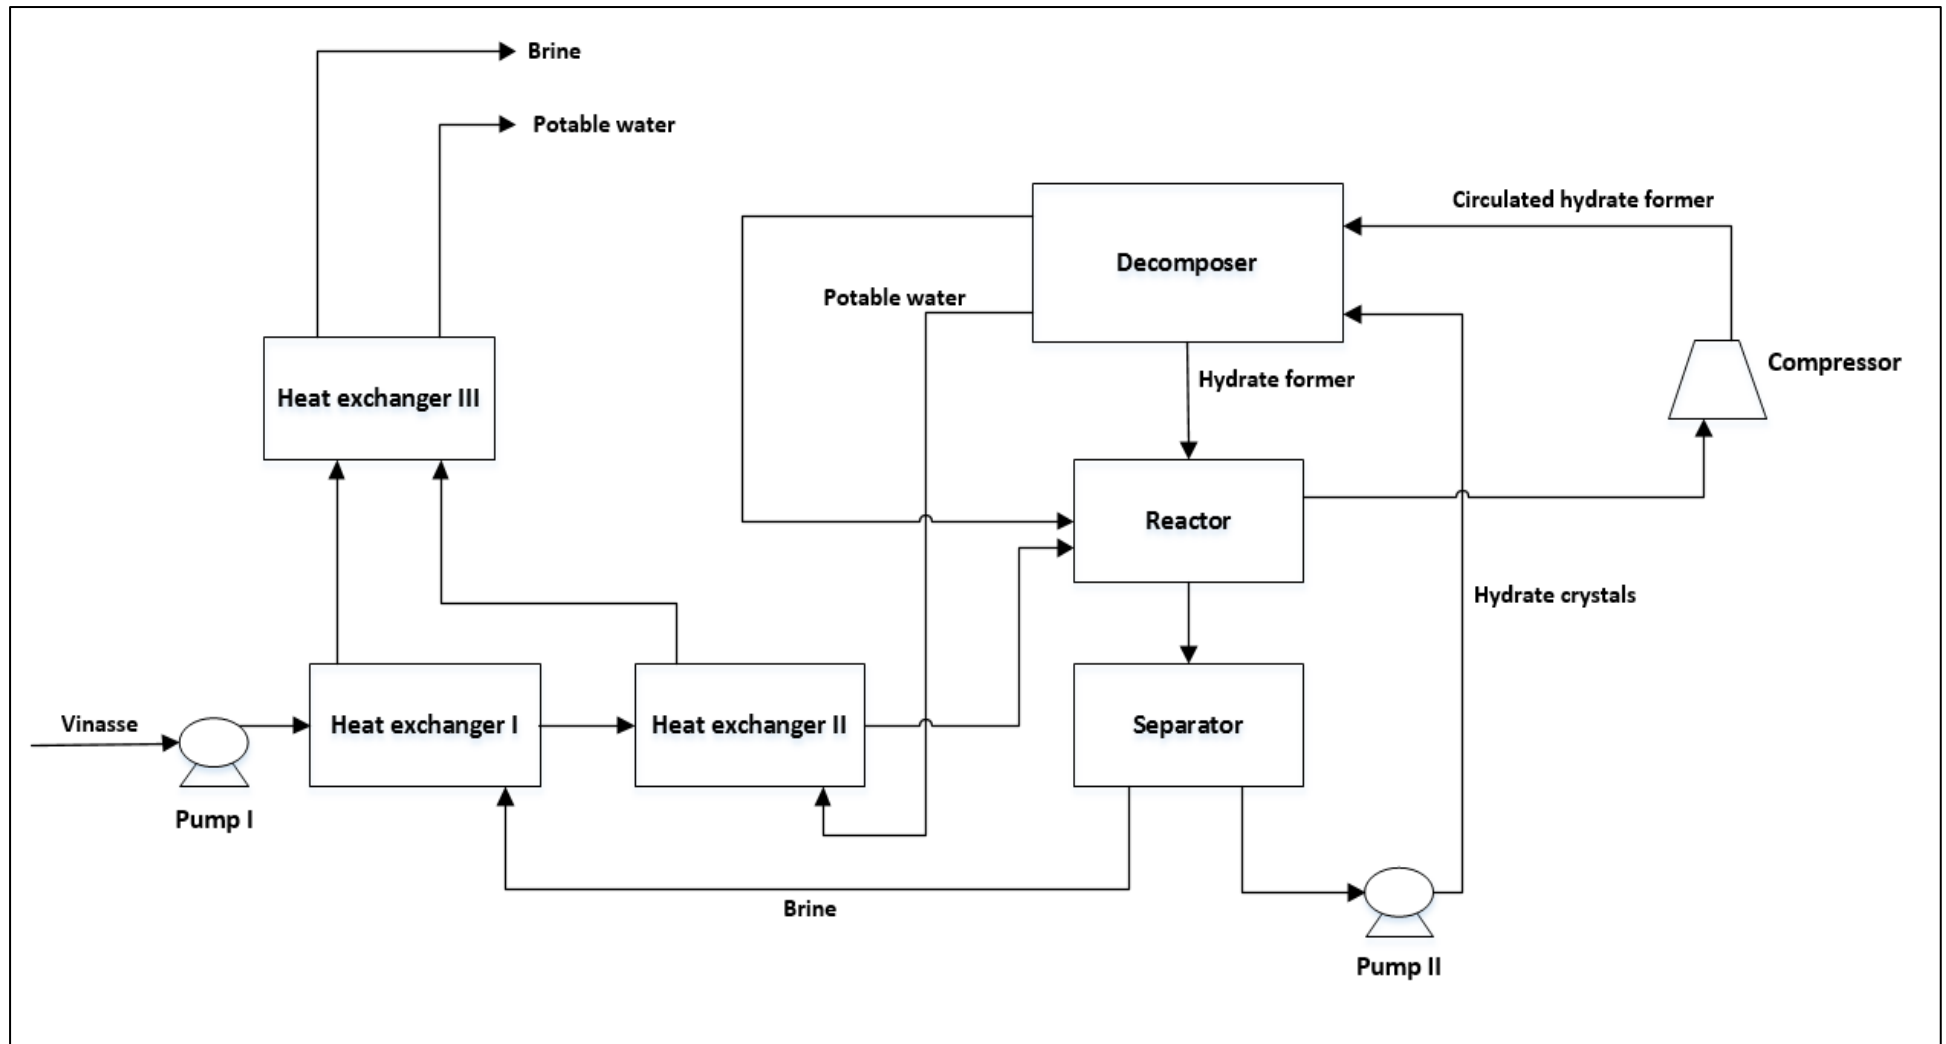 Brine
Potable water
Circulated hydrate former
Decomposer
Potable water
Compressor
Hydrate former
Heat exchanger III
Reactor
Hydrate crystals
Vinasse
Heat exchanger I
Heat exchanger II
Separator
Pump I
Brine
Pump II